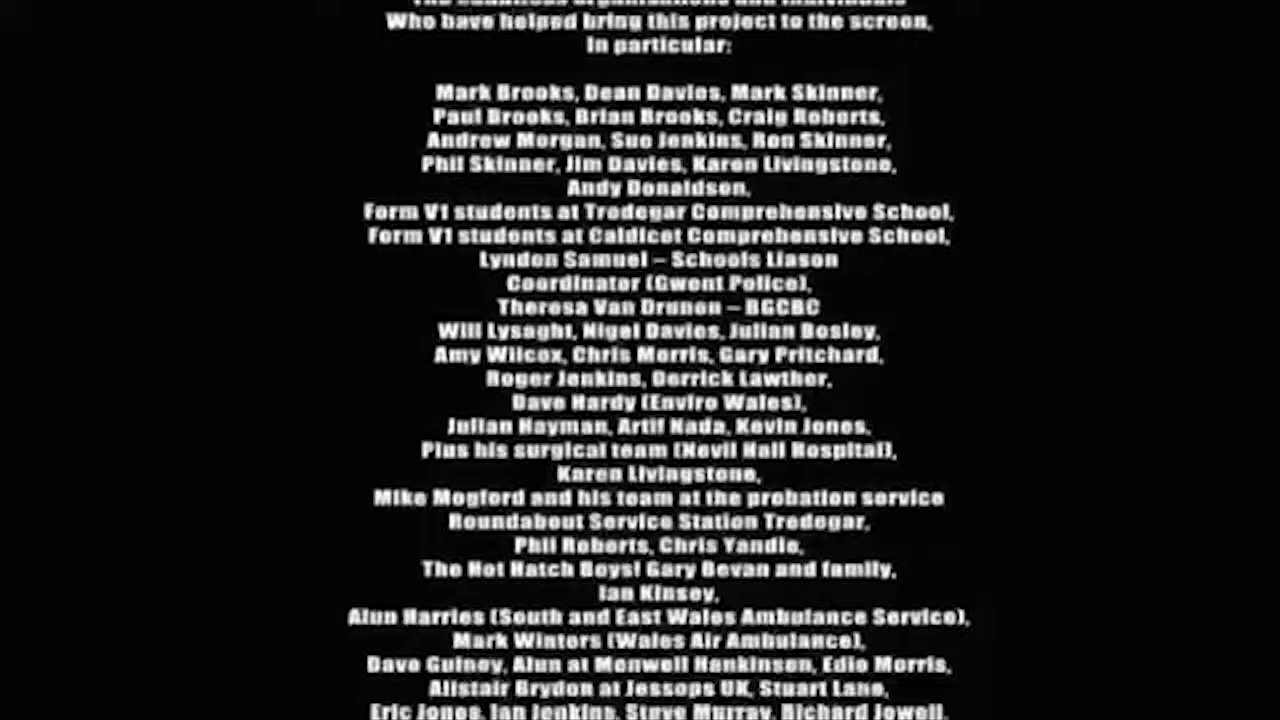 organisations and individuals
Who have helped bring this project to the screen,
In particular:
Mark Brooks, Dean Davies, Mark Skinner,
Paul Brooks, Brian Brooks, Craig Roberts,
Andrew Morgan, Sue Jenkins, Ron Skinner,
Phil Skinner, Jim Davies, Karen Livingstone,
Andy Donaldson,
Form V1 students at Tredegar Comprehensive School,
Form V1 students at Caldicot Comprehensive School,
Lyndon Samuel – Schools Liason
Coordinator (Gwent Police),
Theresa Van Drunen – BGCBC
Will Lysaght, Nigel Davies, Julian Bosley,
Amy Wilcox, Chris Morris, Gary Pritchard,
Roger Jenkins, Derrick Lawther,
Dave Hardy (Enviro Wales),
Julian Hayman, Artif Nada, Kevin Jones,
Plus his surgical team (Nevil Hall Hospital),
Karen Livingstone,
Mike Mogford and his team at the probation service
Roundabout Service Station Tredegar,
Phil Roberts, Chris Yandle,
The Hot Hatch Boys! Gary Bevan and family,
Ian Kinsey,
Alun Harries (South and East Wales Ambulance Service),
Mark Winters (Wales Air Ambulance),
Dave Guiney, Alun at Monwell Hankinson, Edie Morris,
Alistair Brydon at Jessops UK, Stuart Lane,
Eric Jones, Ian Jenkins, Steve Murray, Richard Jowell,